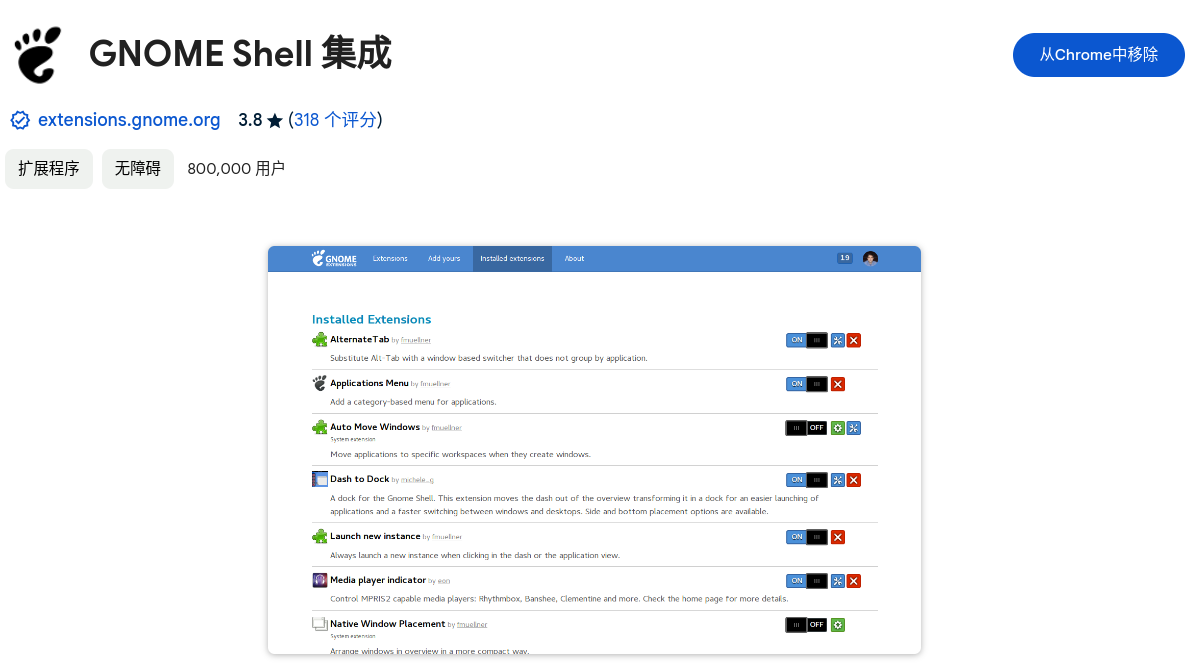 GNOME Shell 集成
从Chrome中移除
extensions.gnome.org 3.8 ★ (318 个评分)
扩展程序 无障碍 800,000 用户
GNOME EXTENSIONS Extensions Add yours Installed extensions About 19
Installed Extensions
AlternateTab by fmuellner ON
Substitute Alt-Tab with a window based switcher that does not group by application.
Applications Menu by fmuellner ON
Add a category-based menu for applications.
Auto Move Windows by fmuellner OFF
System extension
Move applications to specific workspaces when they create windows.
Dash to Dock by michele_g ON
A dock for the Gnome Shell. This extension moves the dash out of the overview transforming it in a dock for an easier launching of
applications and a faster switching between windows and desktops. Side and bottom placement options are available.
Launch new instance by fmuellner ON
Always launch a new instance when clicking in the dash or the application view.
Media player indicator by eon ON
Control MPRIS2 capable media players: Rhythmbox, Banshee, Clementine and more. Check the home page for more details.
Native Window Placement by fmuellner OFF
System extension
Arrange windows in overview in a more compact way.